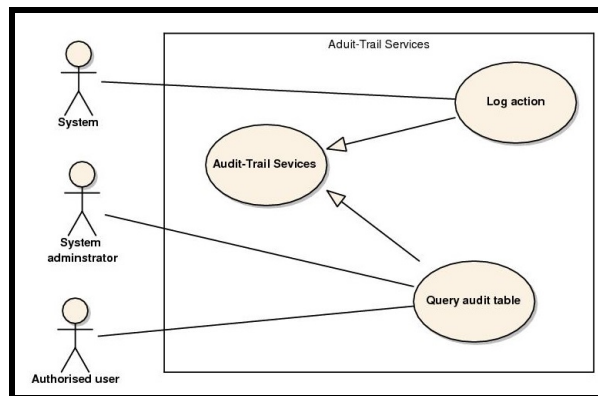 Aduit-Trail Services
System
Log action
Audit-Trail Sevices
System
adminstrator
Query audit table
Authorised user